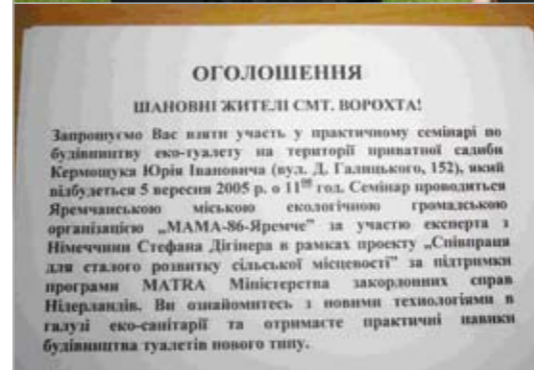 ОГОЛОШЕННЯ
ШАНОВНІ ЖИТЕЛІ СМТ. ВОРОХТА!
Запрошуємо Вас взяти участь у практичному семінарі по
будівництву еко-туалету на території приватної садиби
Кермощука Юрія Івановича (вул. Д. Галицького, 152), який
відбудеться 5 вересня 2005 р. о 11⁰⁰ год. Семінар проводиться
Яремчанською міською екологічною громадською
організацією „МАМА-86-Яремче” за участю експерта з
Німеччини Стефана Дігінера в рамках проекту „Співпраця
для сталого розвитку сільської місцевості” за підтримки
програми MATRA Міністерства закордонних справ
Нідерландів. Ви ознайомитесь з новими технологіями в
галузі еко-санітарії та отримаєте практичні навики
будівництва туалетів нового типу.